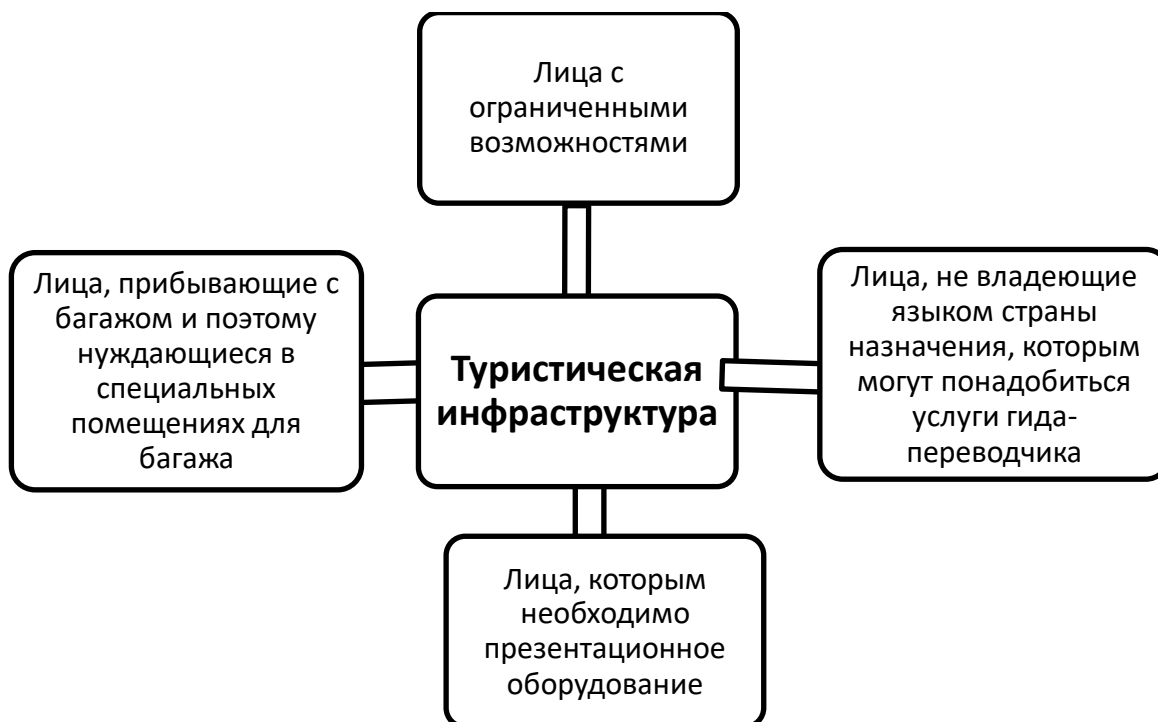 Лица с
ограниченными
возможностями
Лица, прибывающие с
багажом и поэтому
нуждающиеся в
специальных
помещениях для
багажа
Туристическая
инфраструктура
Лица, не владеющие
языком страны
назначения, которым
могут понадобиться
услуги гида-
переводчика
Лица, которым
необходимо
презентационное
оборудование